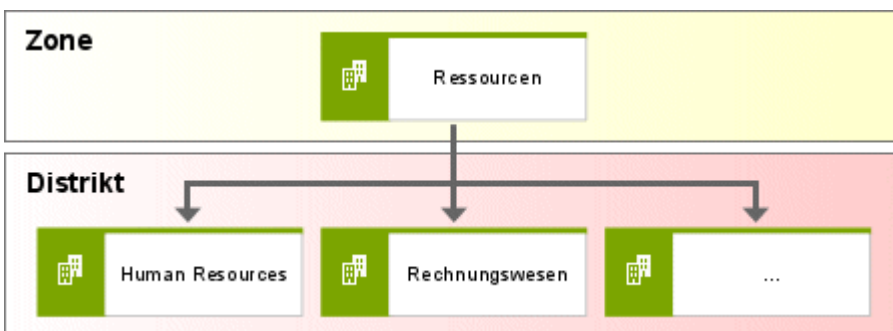 Zone
Ressourcen
Distrikt
Human Resources
Rechnungswesen
...